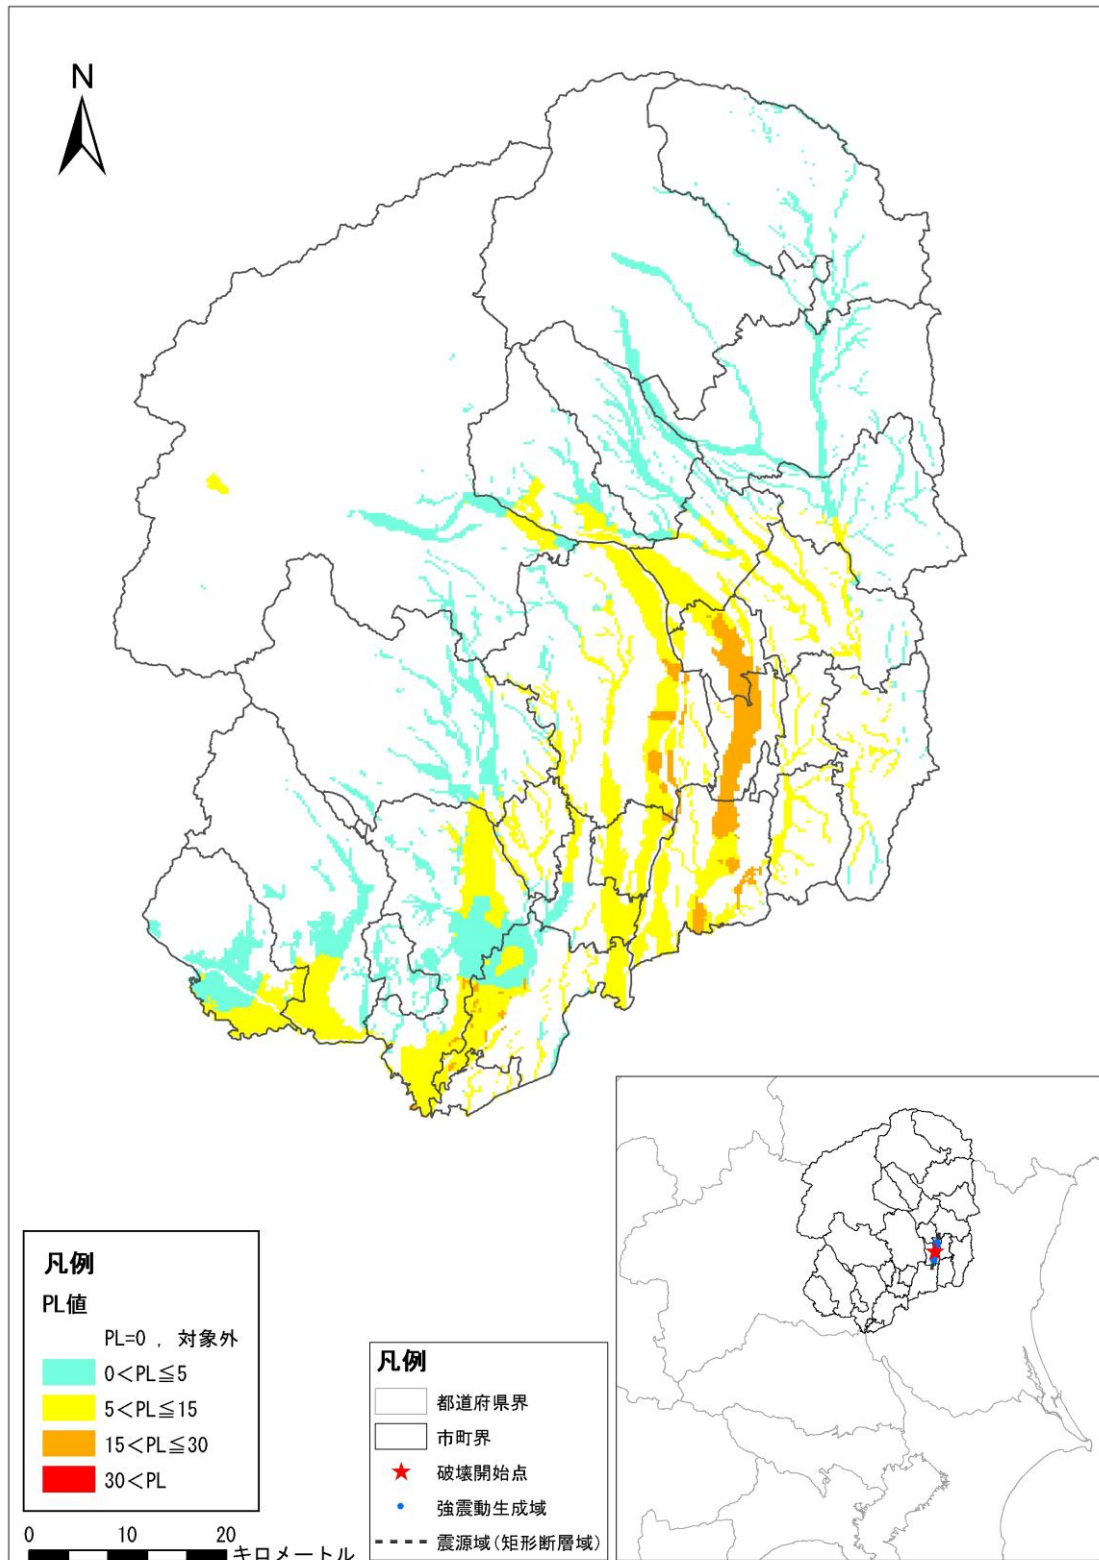 N
凡例
PL値
PL=0 , 対象外
0<PL≦5
5<PL≦15
15<PL≦30
30<PL
0 10 20
キロメートル
凡例
都道府県界
市町界
破壊開始点
強震動生成域
震源域(矩形断層域)